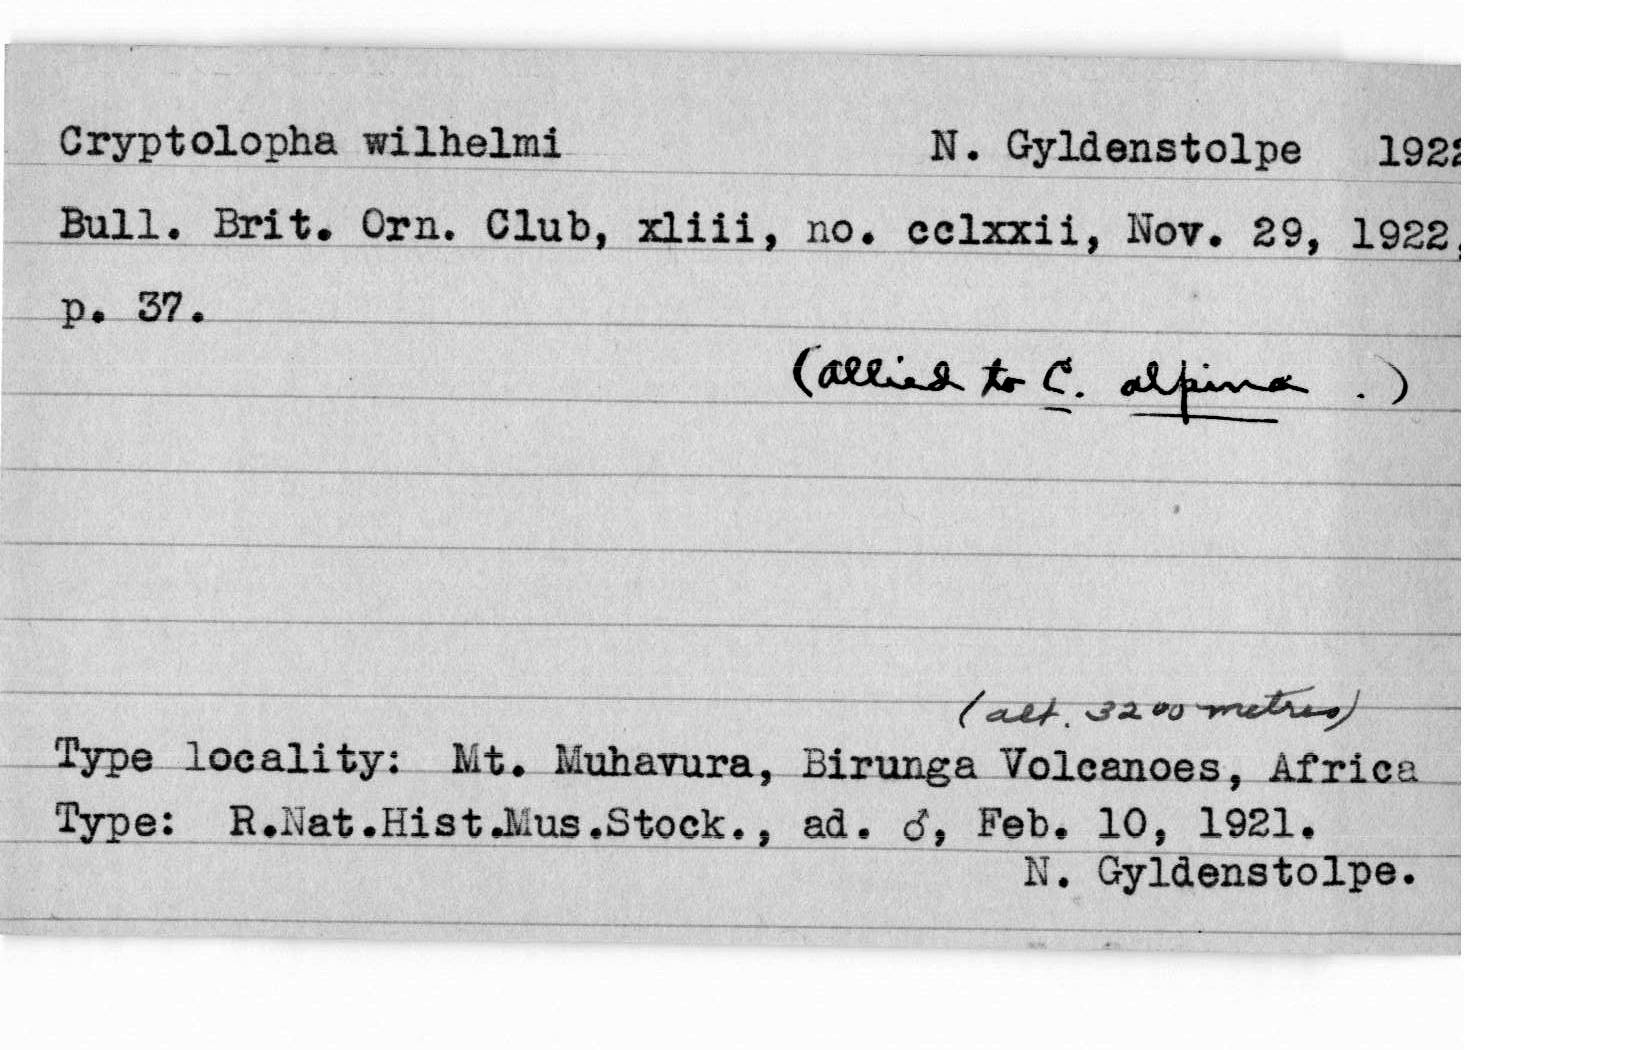 Cryptolopha wilhelmi N. Gyldenstolpe 1922
Bull. Brit. Orn. Club, xliii, no. cclxxii, Nov. 29, 1922,
p. 37.
(allied to C. alpina .)
(alt. 3200 metres)
Type locality: Mt. Muhavura, Birunga Volcanoes, Africa
Type: R.Nat.Hist.Mus.Stock., ad. ♂, Feb. 10, 1921.
N. Gyldenstolpe.